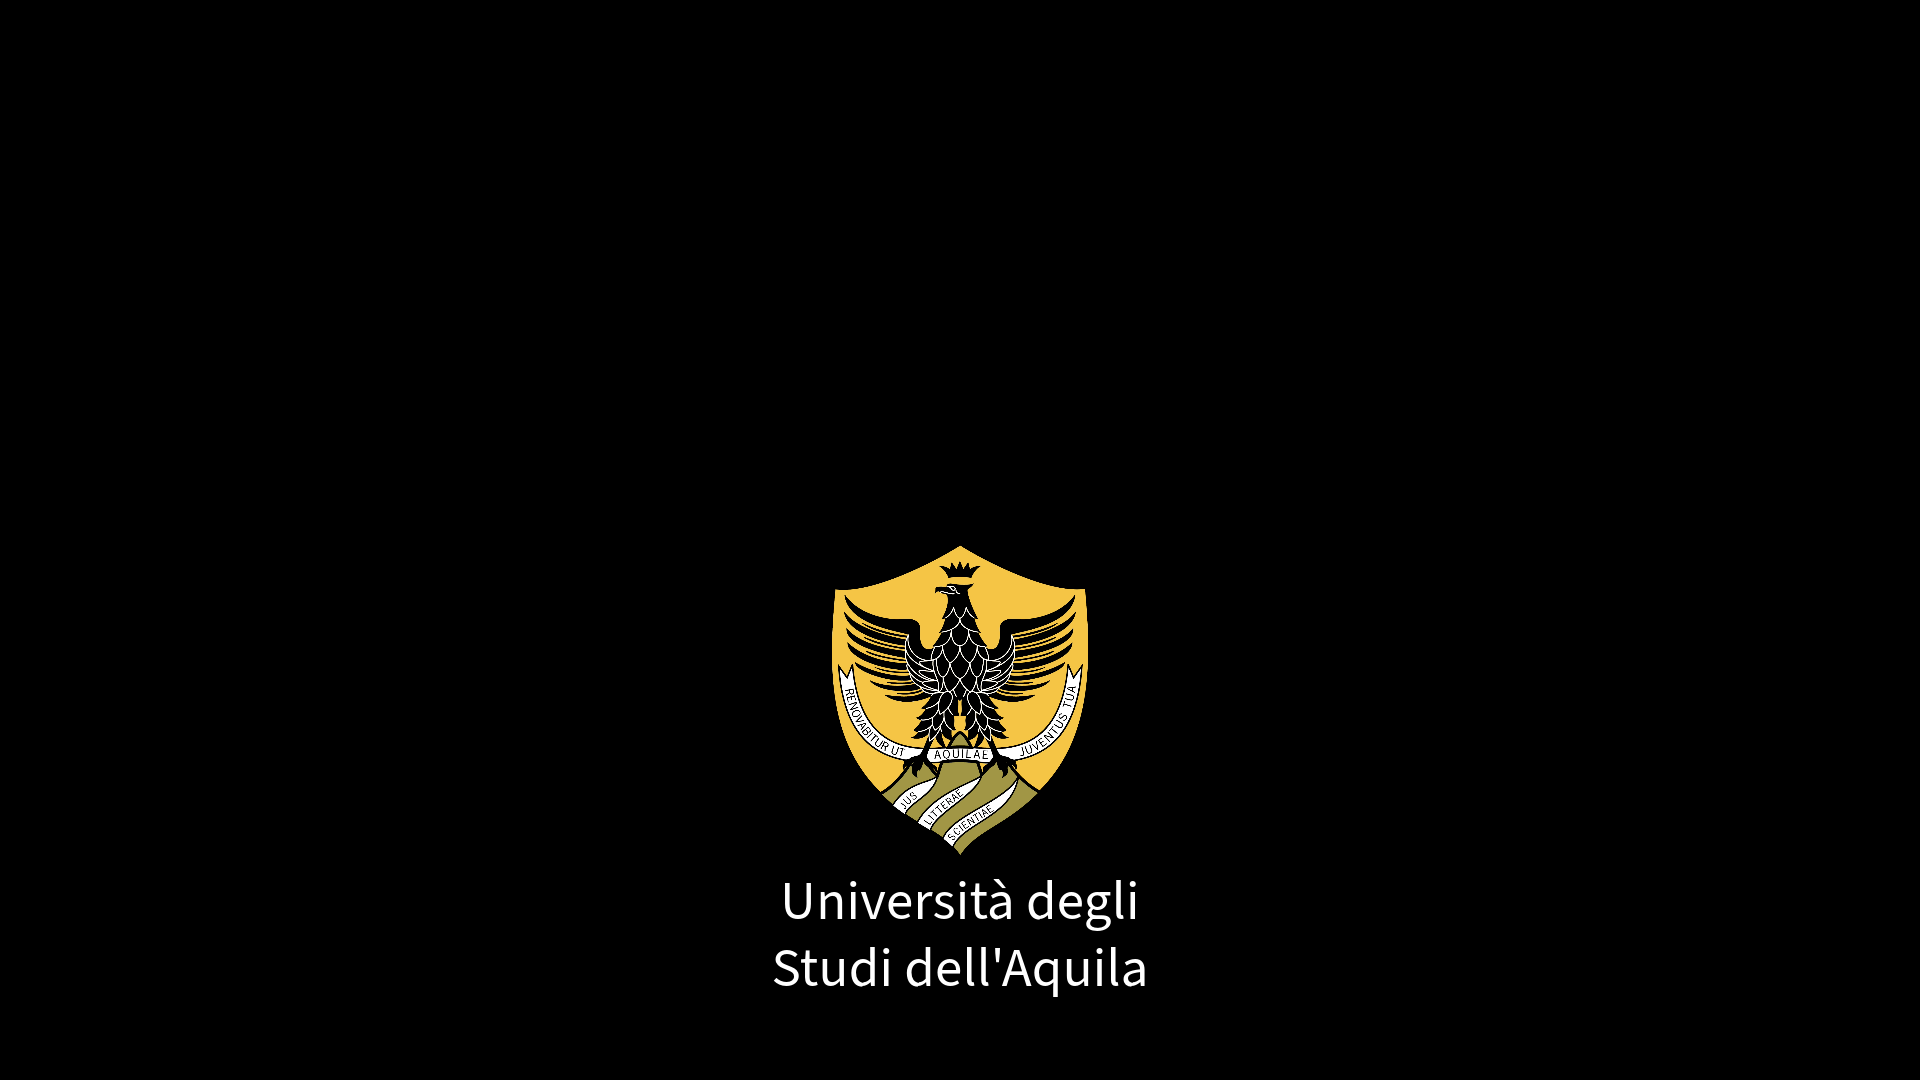 RENOVABITUR UT AQUILAE JUVENTUS TUA
JUS
LITTERAE
SCIENTIAE
Università degli
Studi dell'Aquila